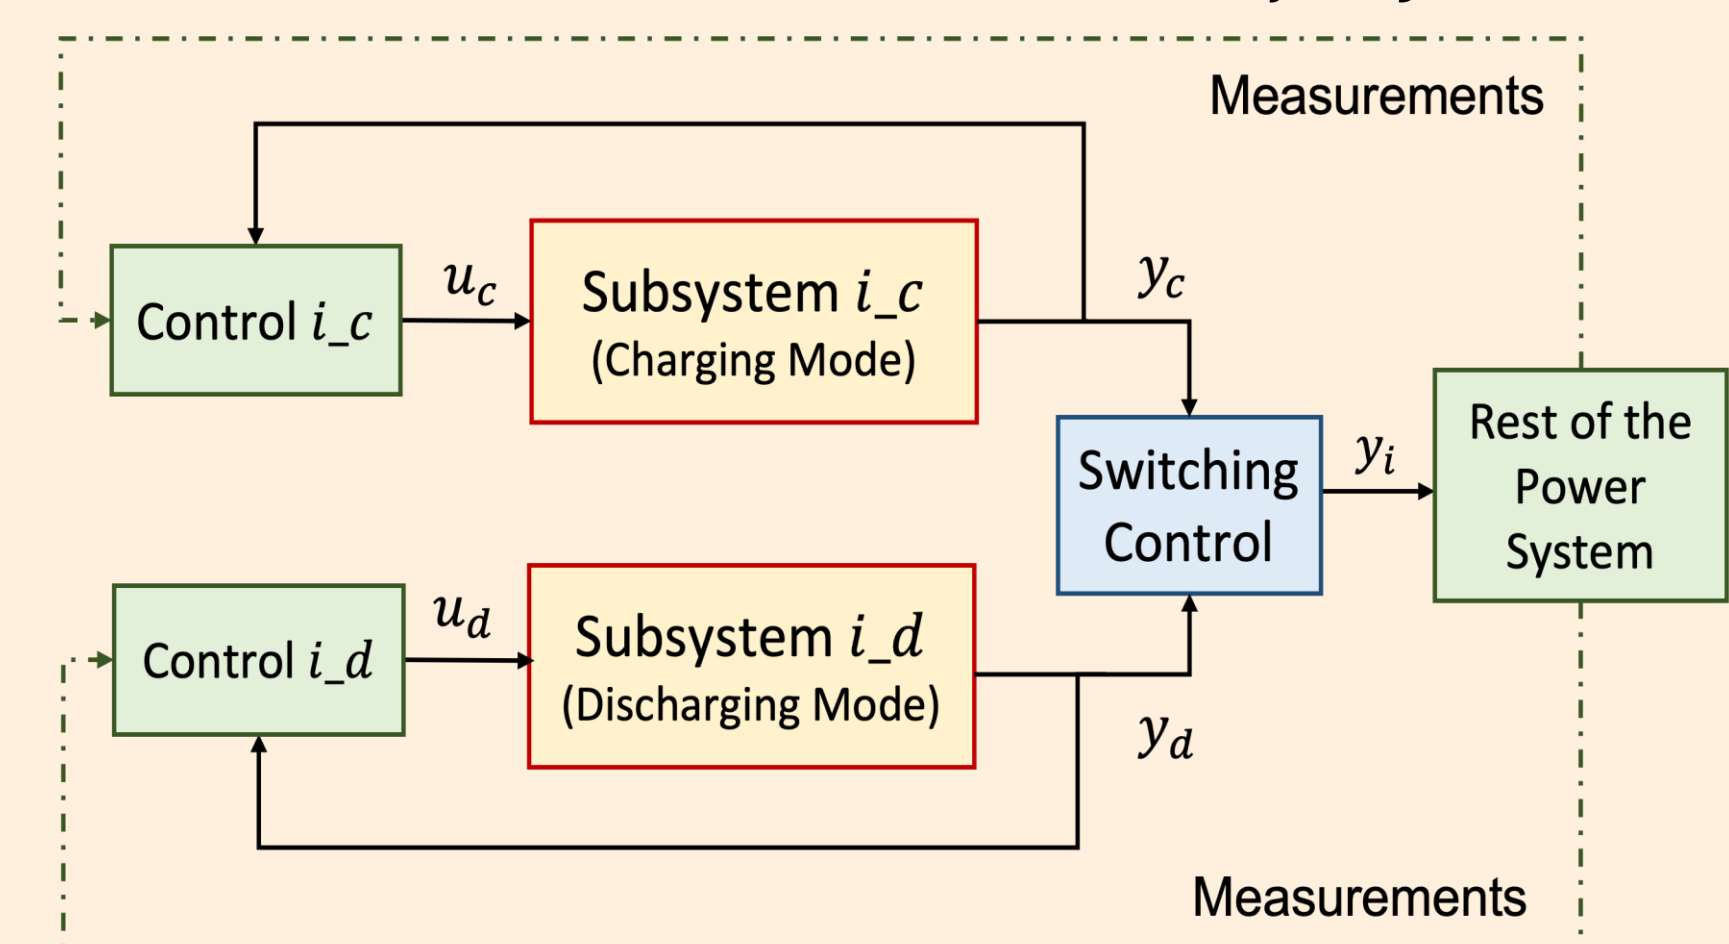 Measurements
Control i_c
u_c
Subsystem i_c
(Charging Mode)
y_c
Switching
Control
y_i
Rest of the
Power
System
Control i_d
u_d
Subsystem i_d
(Discharging Mode)
y_d
Measurements